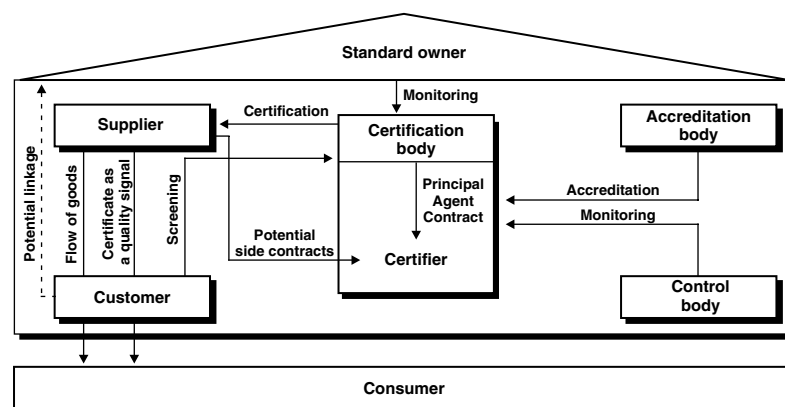 Standard owner
Monitoring
Certification
Supplier
Certification
body
Accreditation
body
Potential linkage
Flow of goods
Certificate as
a quality signal
Screening
Principal
Agent
Contract
Accreditation
Monitoring
Potential
side contracts
Certifier
Customer
Control
body
Consumer